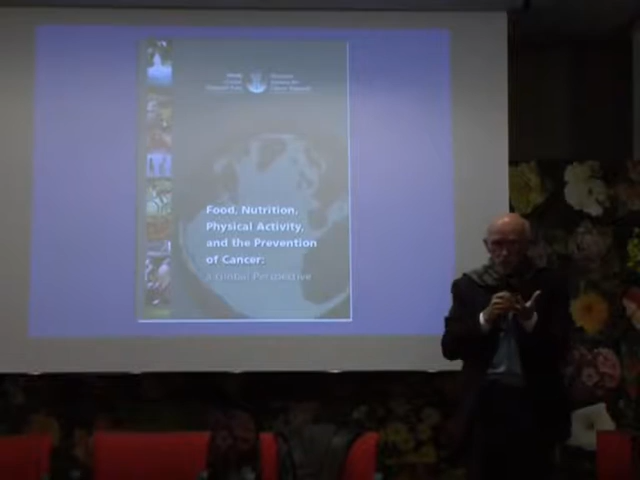 Food, Nutrition,
Physical Activity,
and the Prevention
of Cancer:
a Global Perspective